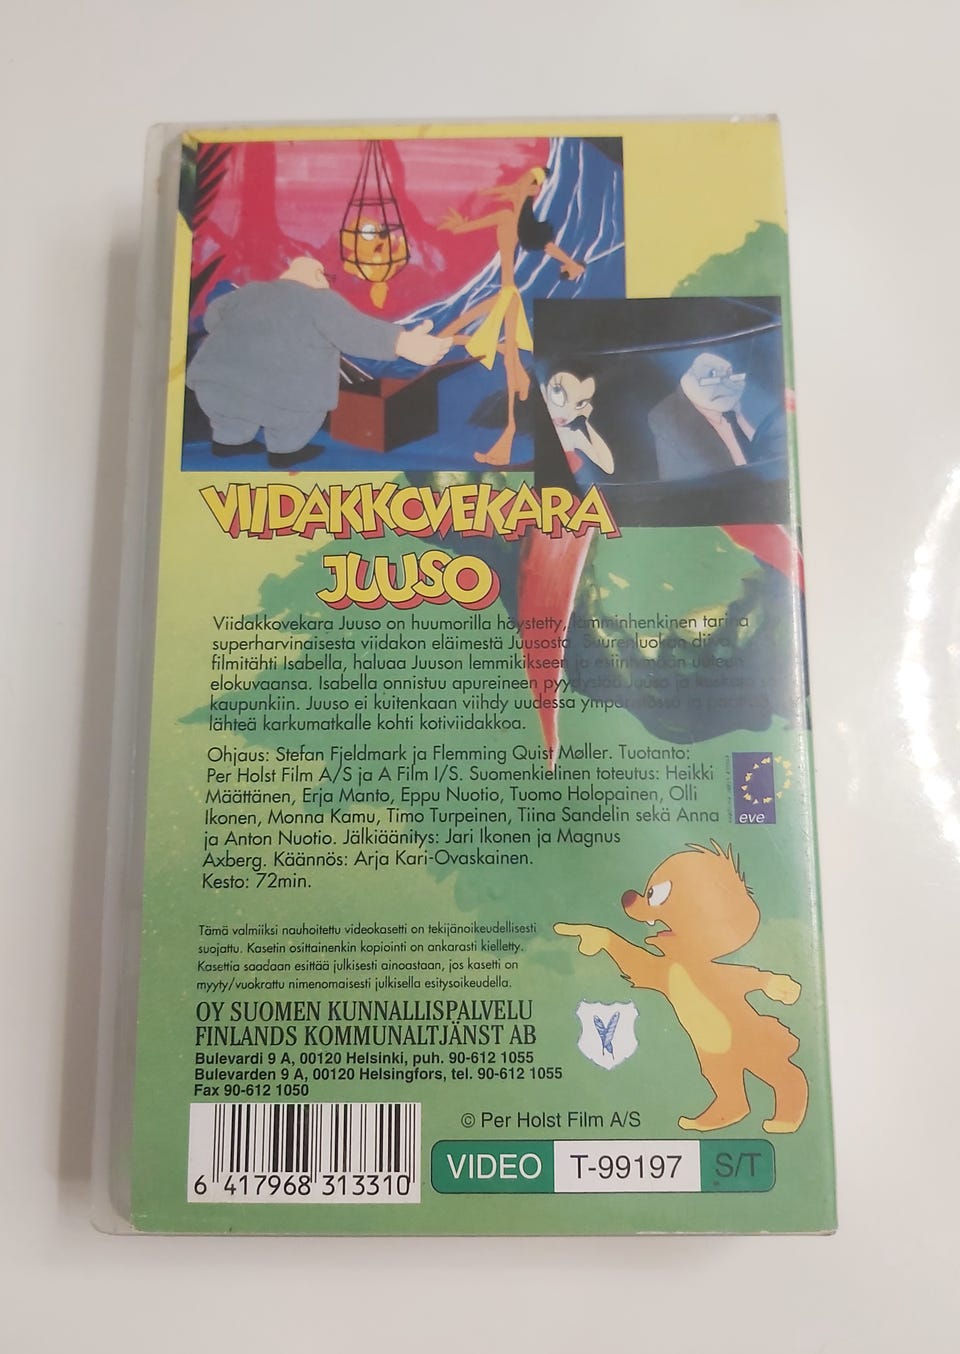 VIIDAKKOVEKARA
JUUSO
Viidakkovekara Juuso on huumorilla höystetty, lämminhenkinen tarina
superharvinaisesta viidakon eläimestä Juusosta. Suurenluokan diiva,
filmitähti Isabella, haluaa Juuson lemmikikseen ja esiintymään uuteen
elokuvaansa. Isabella onnistuu apureineen pyydystää Juuso ja
kaupunkiin. Juuso ei kuitenkaan viihdy uudessa ympäristössä ja päättää
lähteä karkumatkalle kohti kotiviidakkoa.
Ohjaus: Stefan Fjeldmark ja Flemming Quist Møller. Tuotanto:
Per Holst Film A/S ja A Film I/S. Suomenkielinen toteutus: Heikki
Määttänen, Erja Manto, Eppu Nuotio, Tuomo Holopainen, Olli
Ikonen, Monna Kamu, Timo Turpeinen, Tiina Sandelin sekä Anna
ja Anton Nuotio. Jälkiäänitys: Jari Ikonen ja Magnus
Axberg. Käännös: Arja Kari-Ovaskainen.
Kesto: 72min.
eve
Tämä valmiiksi nauhoitettu videokasetti on tekijänoikeudellisesti
suojattu. Kasetin osittainenkin kopiointi on ankarasti kielletty.
Kasettia saadaan esittää julkisesti ainoastaan, jos kasetti on
myyty/vuokrattu nimenomaisesti julkisella esitysoikeudella.
OY SUOMEN KUNNALLISPALVELU
FINLANDS KOMMUNALTJÄNST AB
Bulevardi 9 A, 00120 Helsinki, puh. 90-612 1055
Bulevarden 9 A, 00120 Helsingfors, tel. 90-612 1055
Fax 90-612 1050
© Per Holst Film A/S
VIDEO T-99197 S/T
6 417968 313310